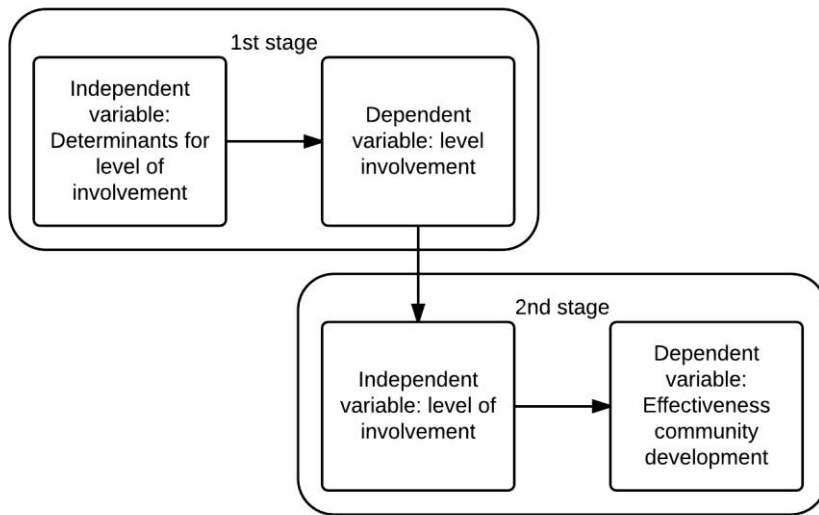 1st stage
Independent
variable:
Determinants for
level of
involvement
Dependent
variable: level
involvement
2nd stage
Independent
variable: level of
involvement
Dependent
variable:
Effectiveness
community
development